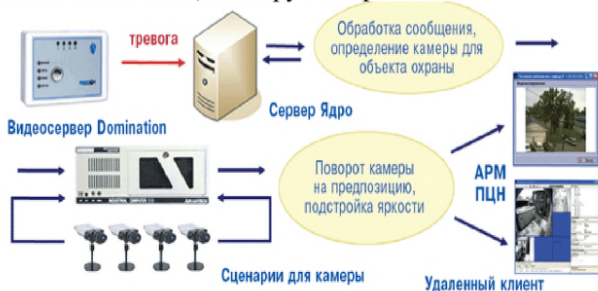 тревога
Обработка сообщения,
определение камеры для
объекта охраны
Сервер Ядро
Видеосервер Domination
Поворот камеры
на предпозицию,
подстройка яркости
АРМ
ПЦН
Сценарии для камеры
Удаленный клиент